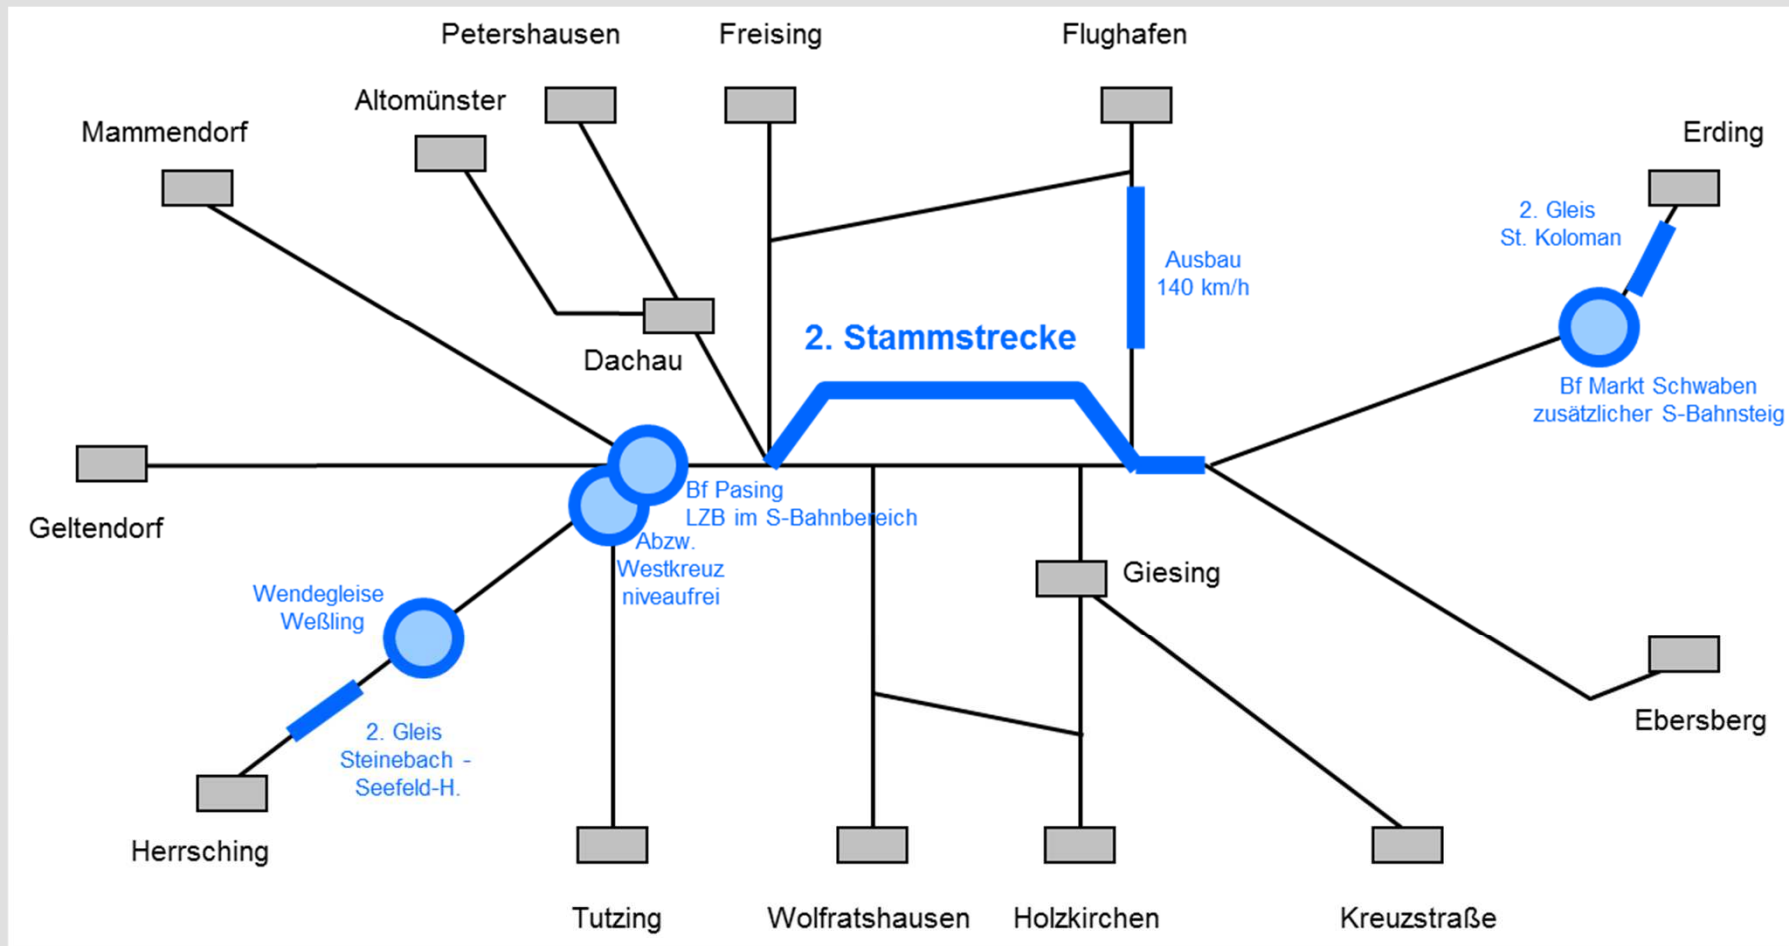 Petershausen
Freising
Flughafen
Altomünster
Mammendorf
Erding
2. Gleis
St. Koloman
Ausbau
140 km/h
2. Stammstrecke
Dachau
Bf Markt Schwaben
zusätzlicher S-Bahnsteig
Bf Pasing
LZB im S-Bahnbereich
Geltendorf
Abzw.
Westkreuz
niveaufrei
Giesing
Wendegleise
Weßling
2. Gleis
Steinebach -
Seefeld-H.
Ebersberg
Herrsching
Tutzing
Wolfratshausen
Holzkirchen
Kreuzstraße